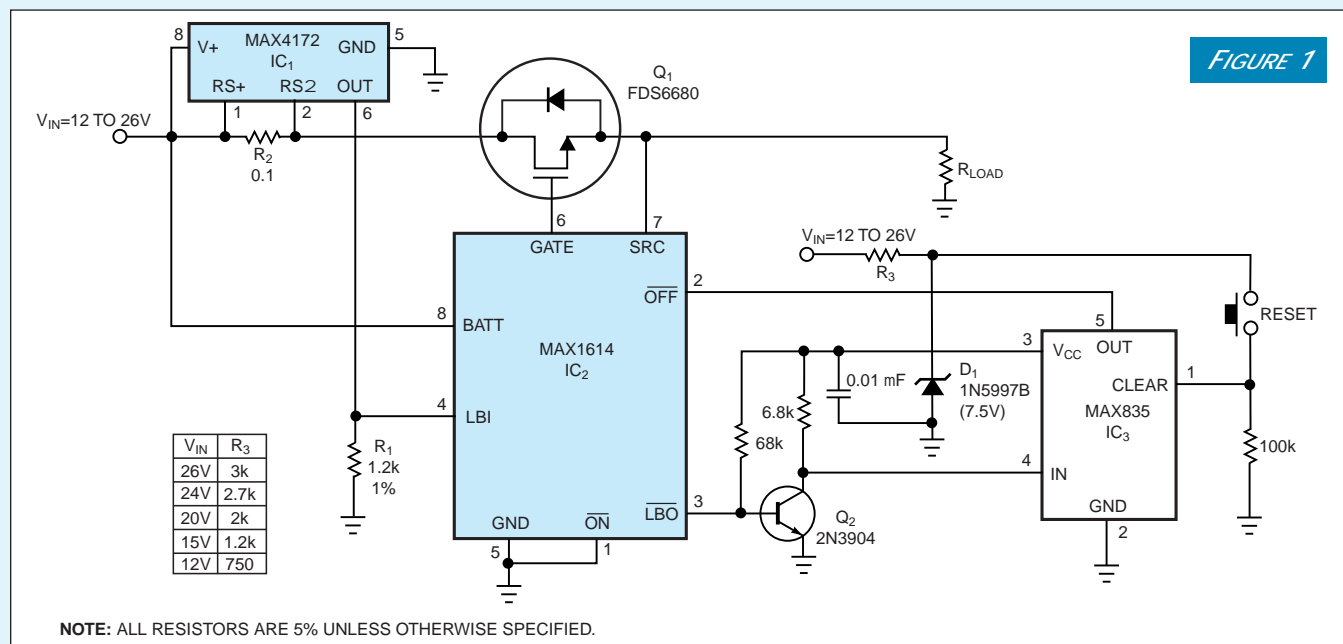 FIGURE 1
MAX4172
IC1
8
V+
GND
5
RS+
RS2
OUT
1
2
6
VIN=12 TO 26V
R2
0.1
Q1
FDS6680
RLOAD
6
7
GATE
SRC
OFF
2
8
BATT
MAX1614
IC2
4
LBI
R1
1.2k
1%
LBO
3
GND
ON
5
1
VIN=12 TO 26V
R3
RESET
5
OUT
3
VCC
CLEAR
1
MAX835
IC3
4
IN
GND
2
0.01 mF
D1
1N5997B
(7.5V)
6.8k
68k
100k
Q2
2N3904
VIN R3
26V 3k
24V 2.7k
20V 2k
15V 1.2k
12V 750
NOTE: ALL RESISTORS ARE 5% UNLESS OTHERWISE SPECIFIED.